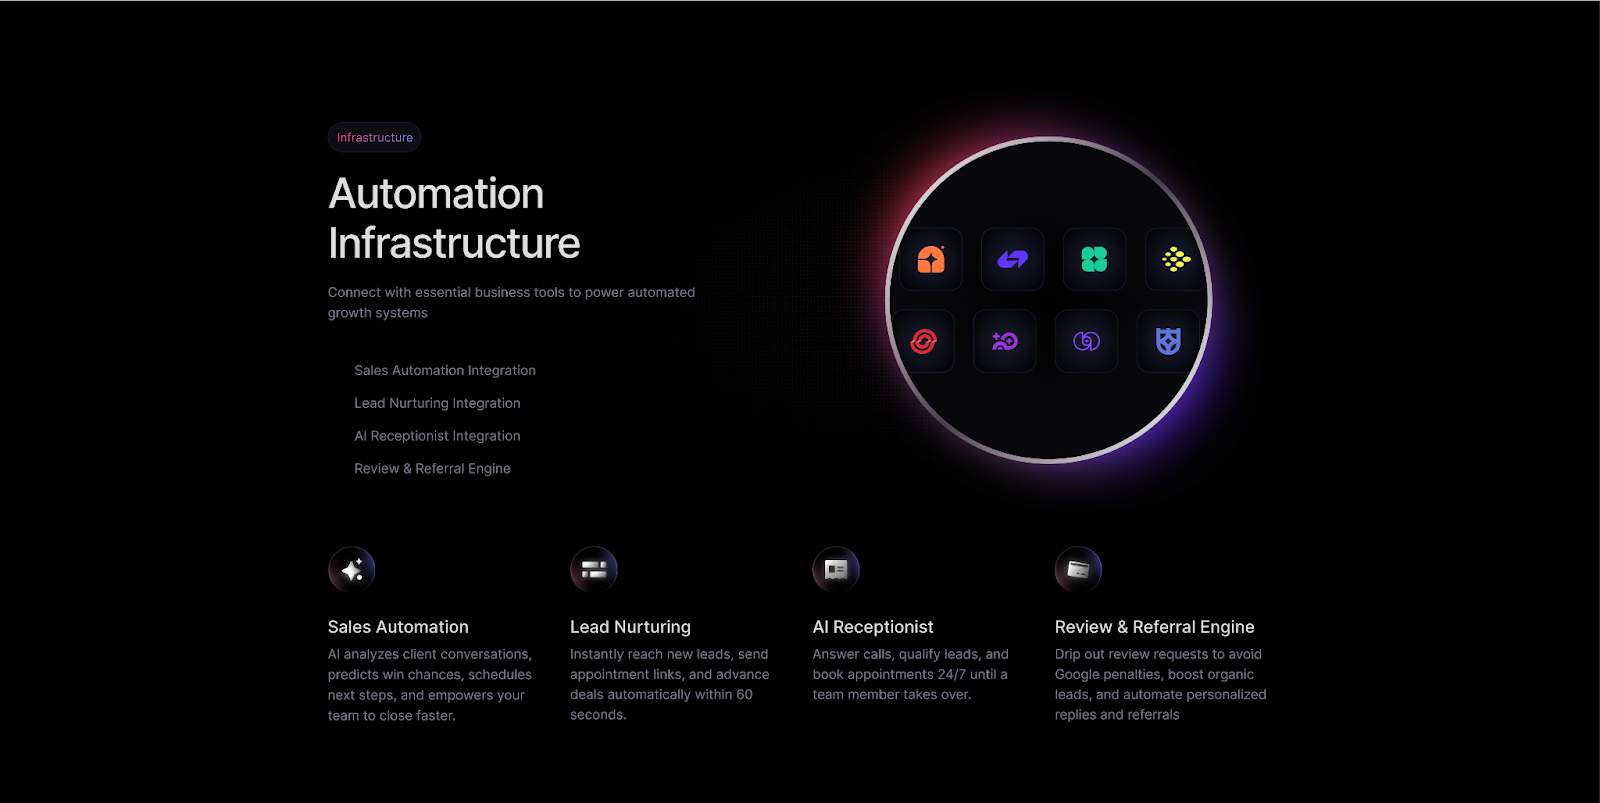 Infrastructure
Automation
Infrastructure
Connect with essential business tools to power automated
growth systems
Sales Automation Integration
Lead Nurturing Integration
AI Receptionist Integration
Review & Referral Engine
Sales Automation
AI analyzes client conversations,
predicts win chances, schedules
next steps, and empowers your
team to close faster.
Lead Nurturing
Instantly reach new leads, send
appointment links, and advance
deals automatically within 60
seconds.
AI Receptionist
Answer calls, qualify leads, and
book appointments 24/7 until a
team member takes over.
Review & Referral Engine
Drip out review requests to avoid
Google penalties, boost organic
leads, and automate personalized
replies and referrals